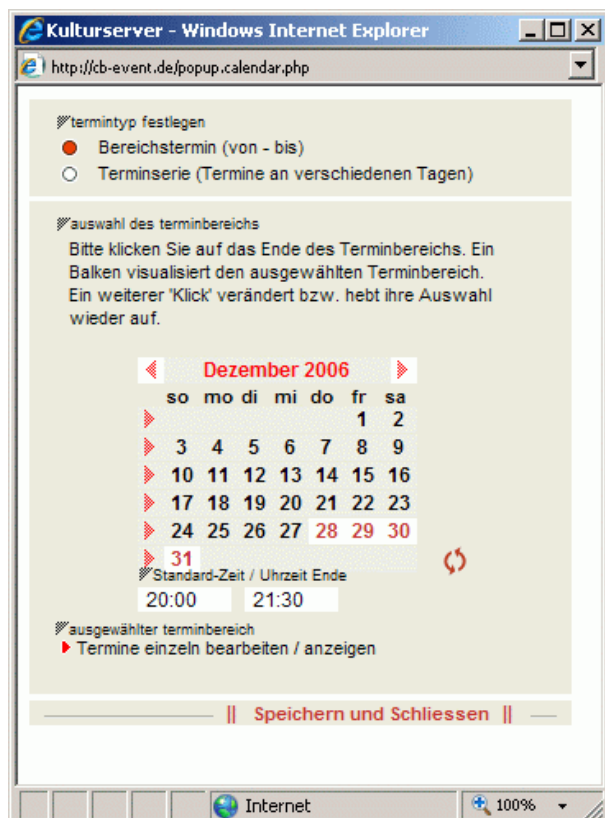 Kulturserver - Windows Internet Explorer
http://cb-event.de/popup.calendar.php
termintyp festlegen
Bereichstermin (von - bis)
Terminserie (Termine an verschiedenen Tagen)
auswahl des terminbereichs
Bitte klicken Sie auf das Ende des Terminbereichs. Ein
Balken visualisiert den ausgewählten Terminbereich.
Ein weiterer 'Klick' verändert bzw. hebt ihre Auswahl
wieder auf.
Dezember 2006
so mo di mi do fr sa
1 2
3 4 5 6 7 8 9
10 11 12 13 14 15 16
17 18 19 20 21 22 23
24 25 26 27 28 29 30
31
Standard-Zeit / Uhrzeit Ende
20:00 21:30
ausgewählter terminbereich
Termine einzeln bearbeiten / anzeigen
|| Speichern und Schliessen ||
Internet 100%